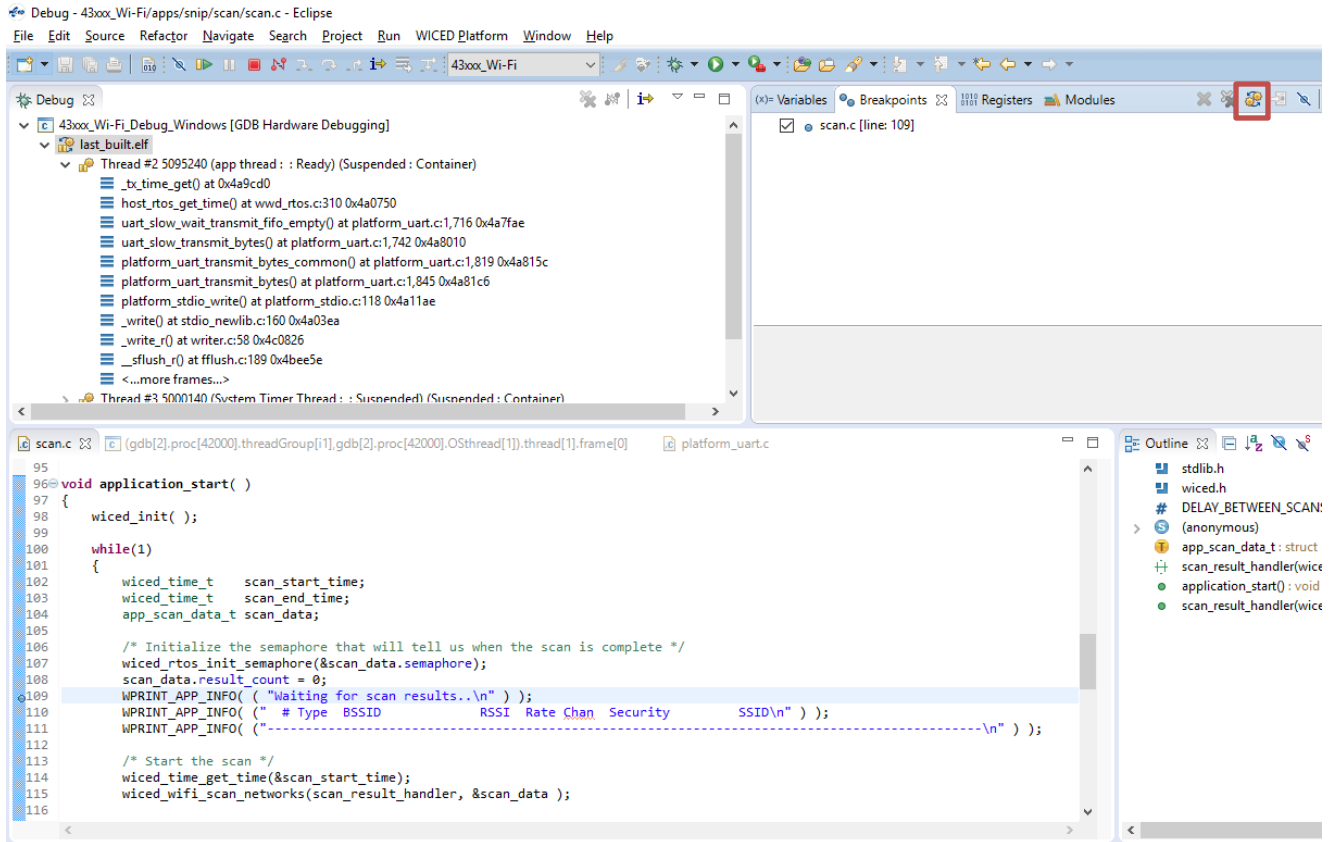 Debug - 43xxx_Wi-Fi/apps/snip/scan/scan.c - Eclipse
File Edit Source Refactor Navigate Search Project Run WICED Platform Window Help
43xxx_Wi-Fi
Debug
43xxx_Wi-Fi_Debug_Windows [GDB Hardware Debugging]
last_built.elf
Thread #2 5095240 (app thread : : Ready) (Suspended : Container)
_tx_time_get() at 0x4a9cd0
host_rtos_get_time() at wwd_rtos.c:310 0x4a0750
uart_slow_wait_transmit_fifo_empty() at platform_uart.c:1,716 0x4a7fae
uart_slow_transmit_bytes() at platform_uart.c:1,742 0x4a8010
platform_uart_transmit_bytes_common() at platform_uart.c:1,819 0x4a815c
platform_uart_transmit_bytes() at platform_uart.c:1,845 0x4a81c6
platform_stdio_write() at platform_stdio.c:118 0x4a11ae
_write() at stdio_newlib.c:160 0x4a03ea
_write_r() at writer.c:58 0x4c0826
__sflush_r() at fflush.c:189 0x4bee5e
<...more frames...>
Thread #3 5000140 (System Timer Thread : : Suspended) (Suspended : Container)
(x)= Variables Breakpoints 1010 0101 Registers Modules
scan.c [line: 109]
scan.c (gdb[2].proc[42000].threadGroup[i1],gdb[2].proc[42000].OSthread[1]).thread[1].frame[0] platform_uart.c
95
96 void application_start( )
97 {
98 wiced_init( );
99
100 while(1)
101 {
102 wiced_time_t scan_start_time;
103 wiced_time_t scan_end_time;
104 app_scan_data_t scan_data;
105
106 /* Initialize the semaphore that will tell us when the scan is complete */
107 wiced_rtos_init_semaphore(&scan_data.semaphore);
108 scan_data.result_count = 0;
109 WPRINT_APP_INFO( ( "Waiting for scan results..\n" ) );
110 WPRINT_APP_INFO( (" # Type BSSID RSSI Rate Chan Security SSID\n" ) );
111 WPRINT_APP_INFO( ("----------------------------------------------------------------------------------------------\n" ) );
112
113 /* Start the scan */
114 wiced_time_get_time(&scan_start_time);
115 wiced_wifi_scan_networks(scan_result_handler, &scan_data );
116
Outline
stdlib.h
wiced.h
# DELAY_BETWEEN_SCANS
(anonymous)
app_scan_data_t : struct
scan_result_handler(wice
application_start() : void
scan_result_handler(wice